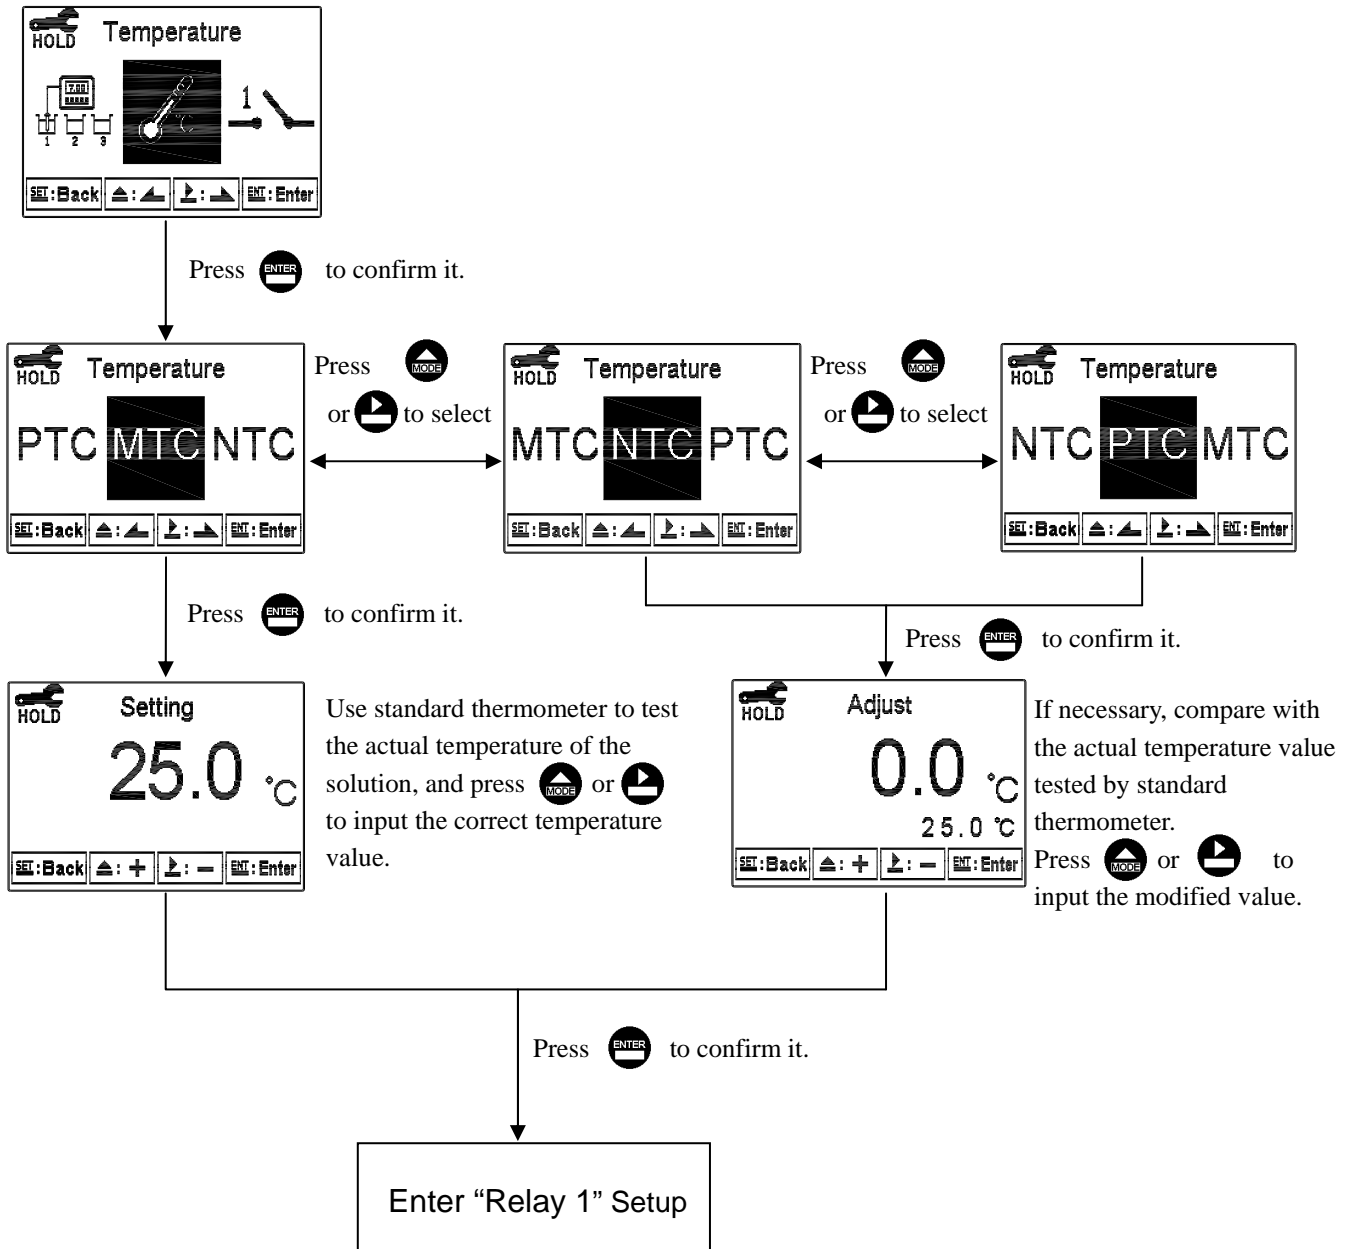 HOLD Temperature
7.00
1 2 3
1
SET:Back : : ENT:Enter
Press ENTER to confirm it.
HOLD Temperature
PTC MTC NTC
SET:Back : : ENT:Enter
Press MODE
or to select
HOLD Temperature
MTC NTC PTC
SET:Back : : ENT:Enter
Press MODE
or to select
HOLD Temperature
NTC PTC MTC
SET:Back : : ENT:Enter
Press ENTER to confirm it.
Press ENTER to confirm it.
HOLD Setting
25.0 °C
SET:Back : + : - ENT:Enter
Use standard thermometer to test
the actual temperature of the
solution, and press MODE or
to input the correct temperature
value.
HOLD Adjust
0.0 °C
25.0 °C
SET:Back : + : - ENT:Enter
If necessary, compare with
the actual temperature value
tested by standard
thermometer.
Press MODE or to
input the modified value.
Press ENTER to confirm it.
Enter “Relay 1” Setup